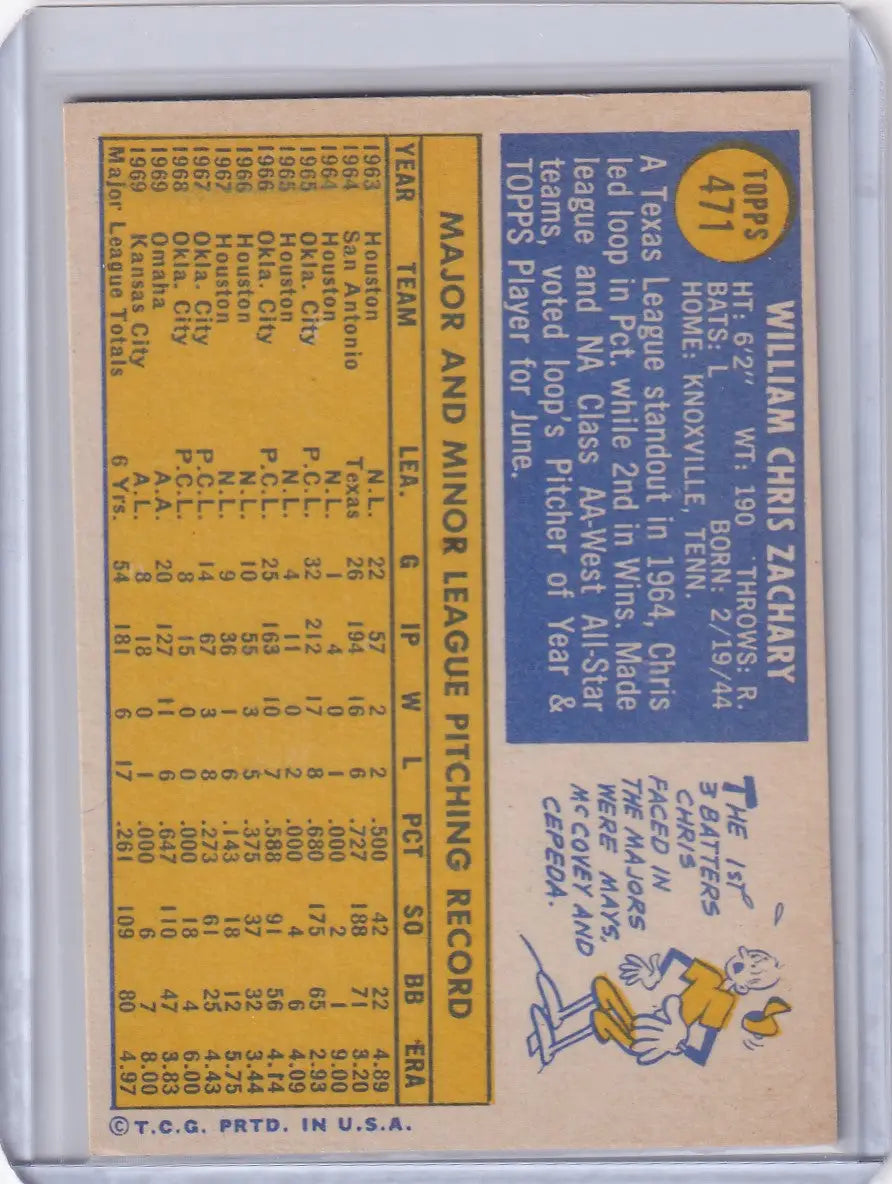 TOPPS
471
WILLIAM CHRIS ZACHARY
HT: 6'2" WT: 190 THROWS: R.
BATS: L BORN: 2/19/44
HOME: KNOXVILLE, TENN.
A Texas League standout in 1964, Chris
led loop in Pct. while 2nd in Wins. Made
league and NA Class AA-West All-Star
teams, voted loop's Pitcher of Year &
TOPPS Player for June.
THE 1ST
3 BATTERS
CHRIS
FACED IN
THE MAJORS
WERE MAYS,
McCOVEY AND
CEPEDA.
MAJOR AND MINOR LEAGUE PITCHING RECORD
YEAR TEAM LEA. G IP W L PCT SO BB *ERA
1963 Houston N.L. 22 57 2 2 .500 42 22 4.89
1964 San Antonio Texas 26 194 16 6 .727 188 71 3.20
1964 Houston N.L. 1 4 0 1 .000 2 1 9.00
1965 Okla. City P.C.L. 32 212 17 8 .680 175 65 2.93
1965 Houston N.L. 4 11 0 2 .000 4 6 4.09
1966 Okla. City P.C.L. 25 163 10 7 .588 91 56 4.14
1966 Houston N.L. 10 55 3 5 .375 37 32 3.44
1967 Houston N.L. 9 36 1 6 .143 18 12 5.75
1967 Okla. City P.C.L. 14 67 3 8 .273 61 25 4.43
1968 Okla. City P.C.L. 8 15 0 0 .000 18 4 6.00
1969 Omaha A.A. 20 127 11 6 .647 110 47 3.83
1969 Kansas City A.L. 8 18 0 1 .000 6 7 8.00
Major League Totals 6 Yrs. 54 181 6 17 .261 109 80 4.97
© T.C.G. PRTD. IN U.S.A.